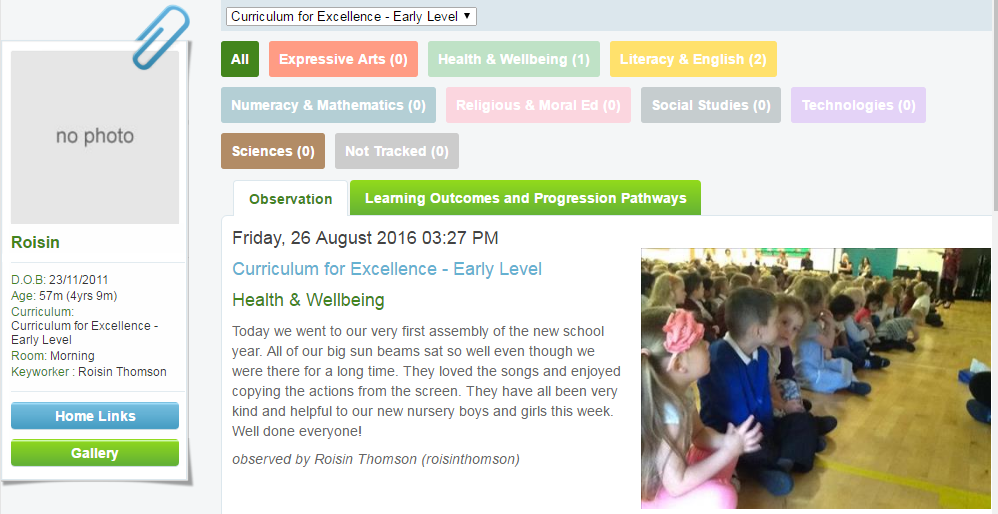 Curriculum for Excellence - Early Level
All
Expressive Arts (0)
Health & Wellbeing (1)
Literacy & English (2)
Numeracy & Mathematics (0)
Religious & Moral Ed (0)
Social Studies (0)
Technologies (0)
Sciences (0)
Not Tracked (0)
no photo
Roisin
D.O.B: 23/11/2011
Age: 57m (4yrs 9m)
Curriculum:
Curriculum for Excellence -
Early Level
Room: Morning
Keyworker : Roisin Thomson
Home Links
Gallery
Observation
Learning Outcomes and Progression Pathways
Friday, 26 August 2016 03:27 PM
Curriculum for Excellence - Early Level
Health & Wellbeing
Today we went to our very first assembly of the new school
year. All of our big sun beams sat so well even though we
were there for a long time. They loved the songs and enjoyed
copying the actions from the screen. They have all been very
kind and helpful to our new nursery boys and girls this week.
Well done everyone!
observed by Roisin Thomson (roisinthomson)